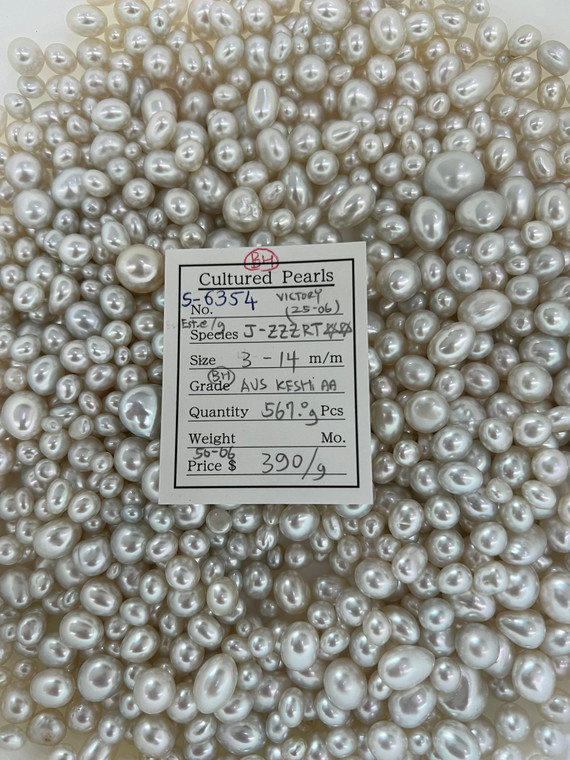 BH
Cultured Pearls
S-6354 VICTORY
No. (25-06)
Est.e/g
Species J-ZZZRT
Size 3-14 m/m
(BH)
Grade AUS KESHi AA
Quantity 567.0g Pcs
Weight Mo.
56-06
Price $ 390/g